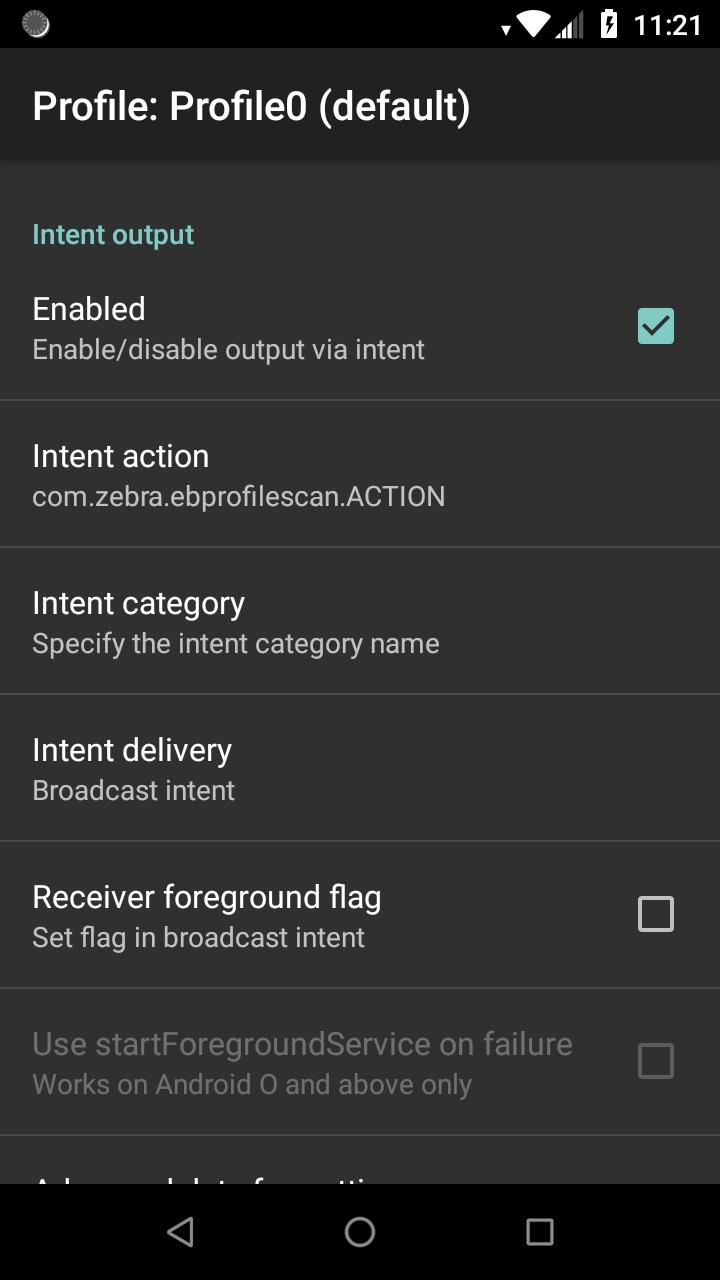 11:21
Profile: Profile0 (default)
Intent output
Enabled
Enable/disable output via intent
Intent action
com.zebra.ebprofilescan.ACTION
Intent category
Specify the intent category name
Intent delivery
Broadcast intent
Receiver foreground flag
Set flag in broadcast intent
Use startForegroundService on failure
Works on Android O and above only